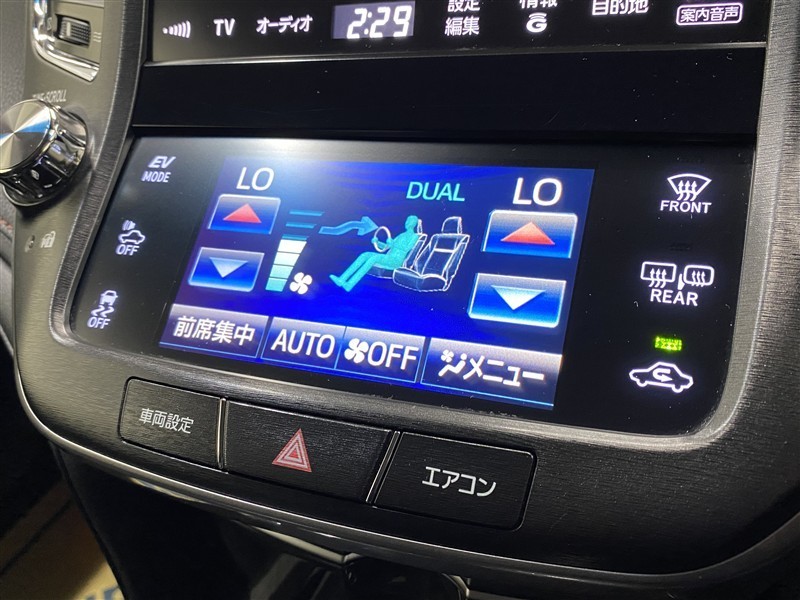 TV
オーディオ
2:29
設定
編集
情報
G
目的地
案内音声
TUNE・SCROLL
EV
MODE
OFF
OFF
LO
DUAL
LO
前席集中
AUTO
OFF
メニュー
FRONT
REAR
車両設定
エアコン